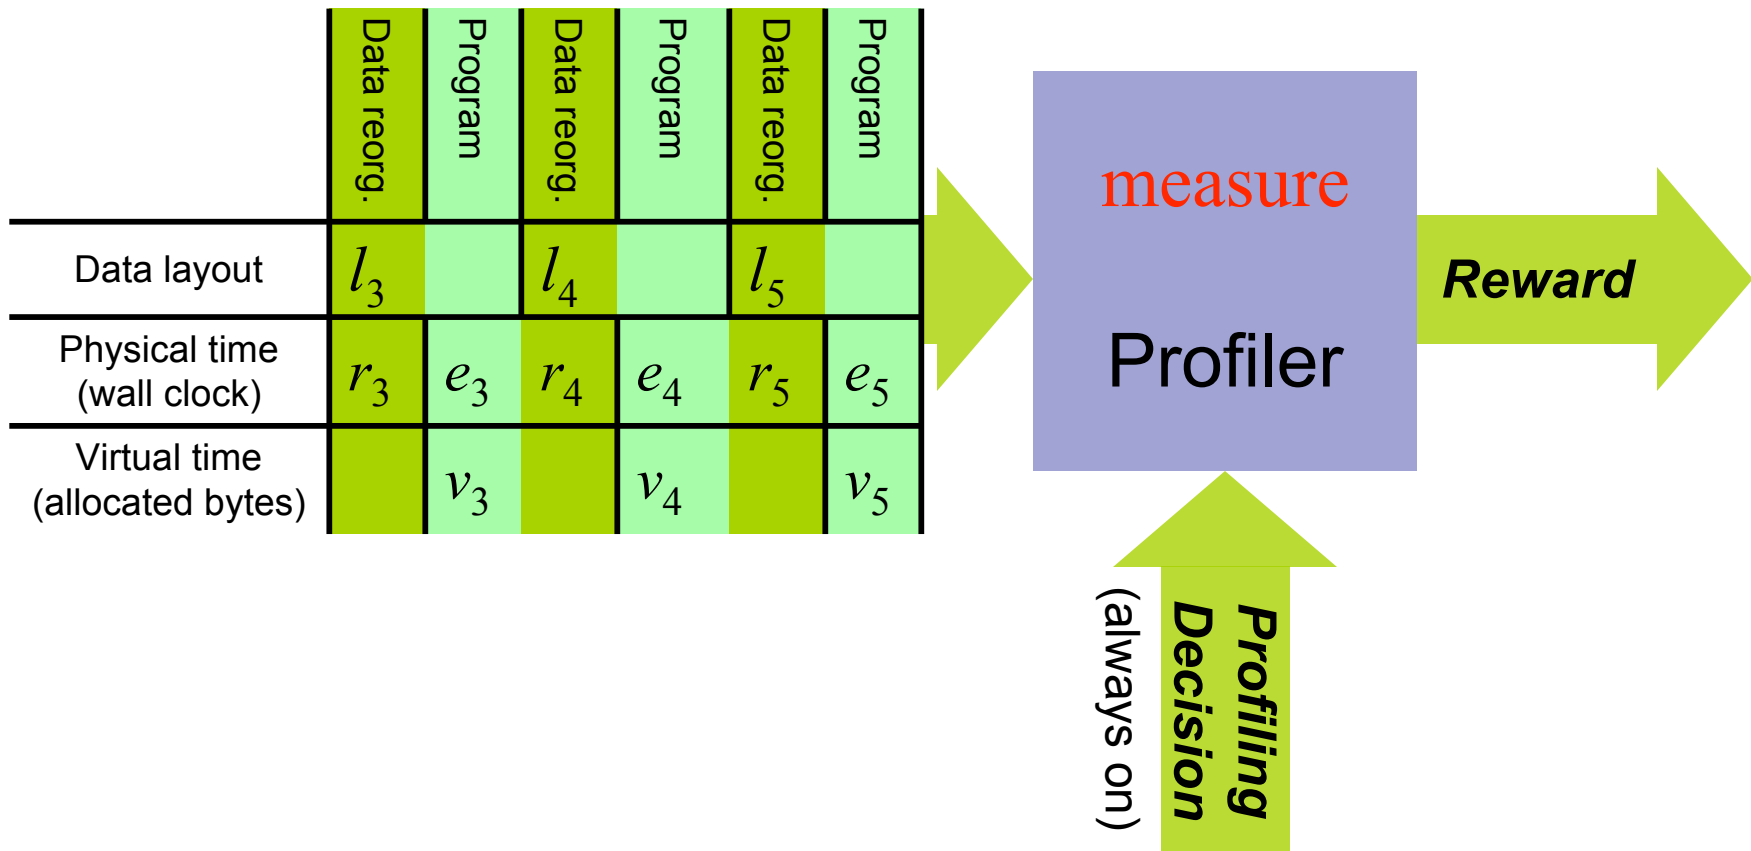 Data reorg.
Program
Data reorg.
Program
Data reorg.
Program
Data layout
l3
l4
l5
Physical time
(wall clock)
r3
e3
r4
e4
r5
e5
Virtual time
(allocated bytes)
v3
v4
v5
measure
Profiler
Reward
Profiling
Decision
(always on)